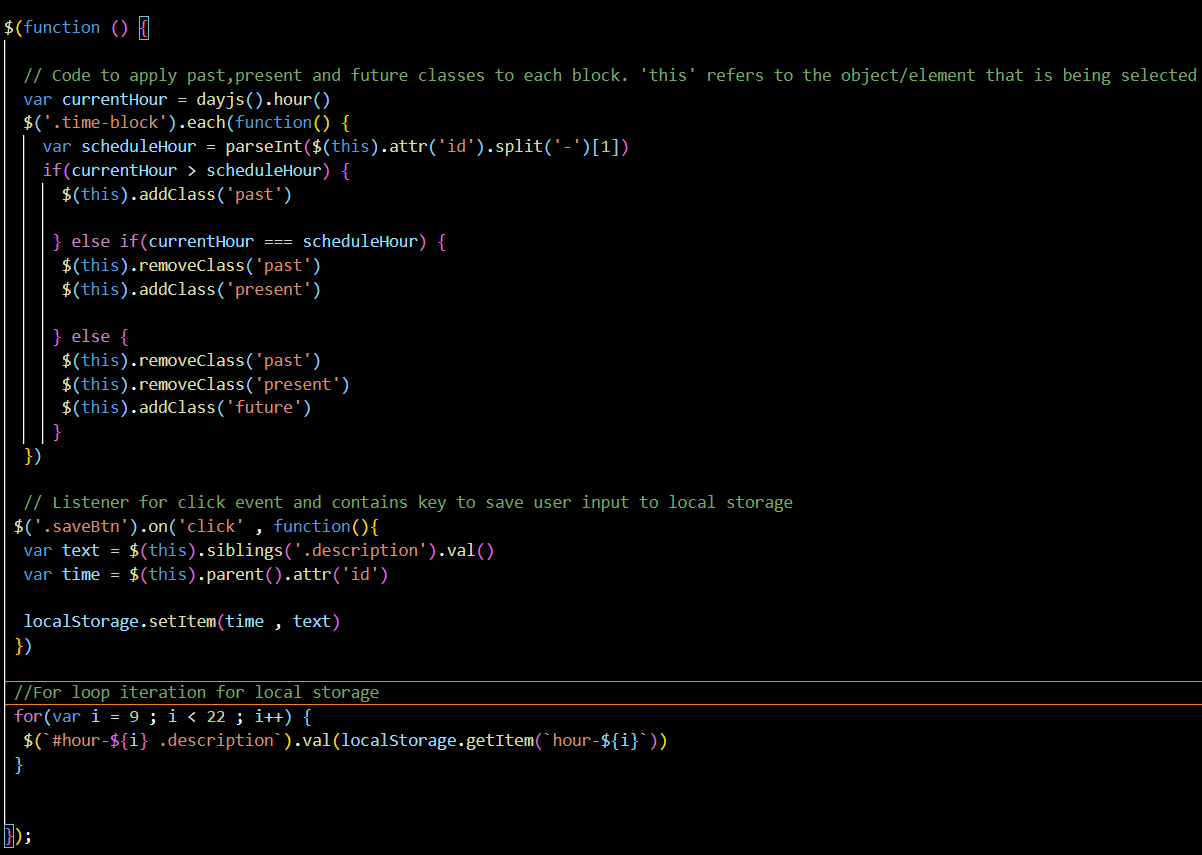 $(function () {
// Code to apply past,present and future classes to each block. 'this' refers to the object/element that is being selected
var currentHour = dayjs().hour()
$('.time-block').each(function() {
var scheduleHour = parseInt($(this).attr('id').split('-')[1])
if(currentHour > scheduleHour) {
$(this).addClass('past')
} else if(currentHour === scheduleHour) {
$(this).removeClass('past')
$(this).addClass('present')
} else {
$(this).removeClass('past')
$(this).removeClass('present')
$(this).addClass('future')
}
})
// Listener for click event and contains key to save user input to local storage
$('.saveBtn').on('click' , function(){
var text = $(this).siblings('.description').val()
var time = $(this).parent().attr('id')
localStorage.setItem(time , text)
})
//For loop iteration for local storage
for(var i = 9 ; i < 22 ; i++) {
$(`#hour-${i} .description`).val(localStorage.getItem(`hour-${i}`))
}
});